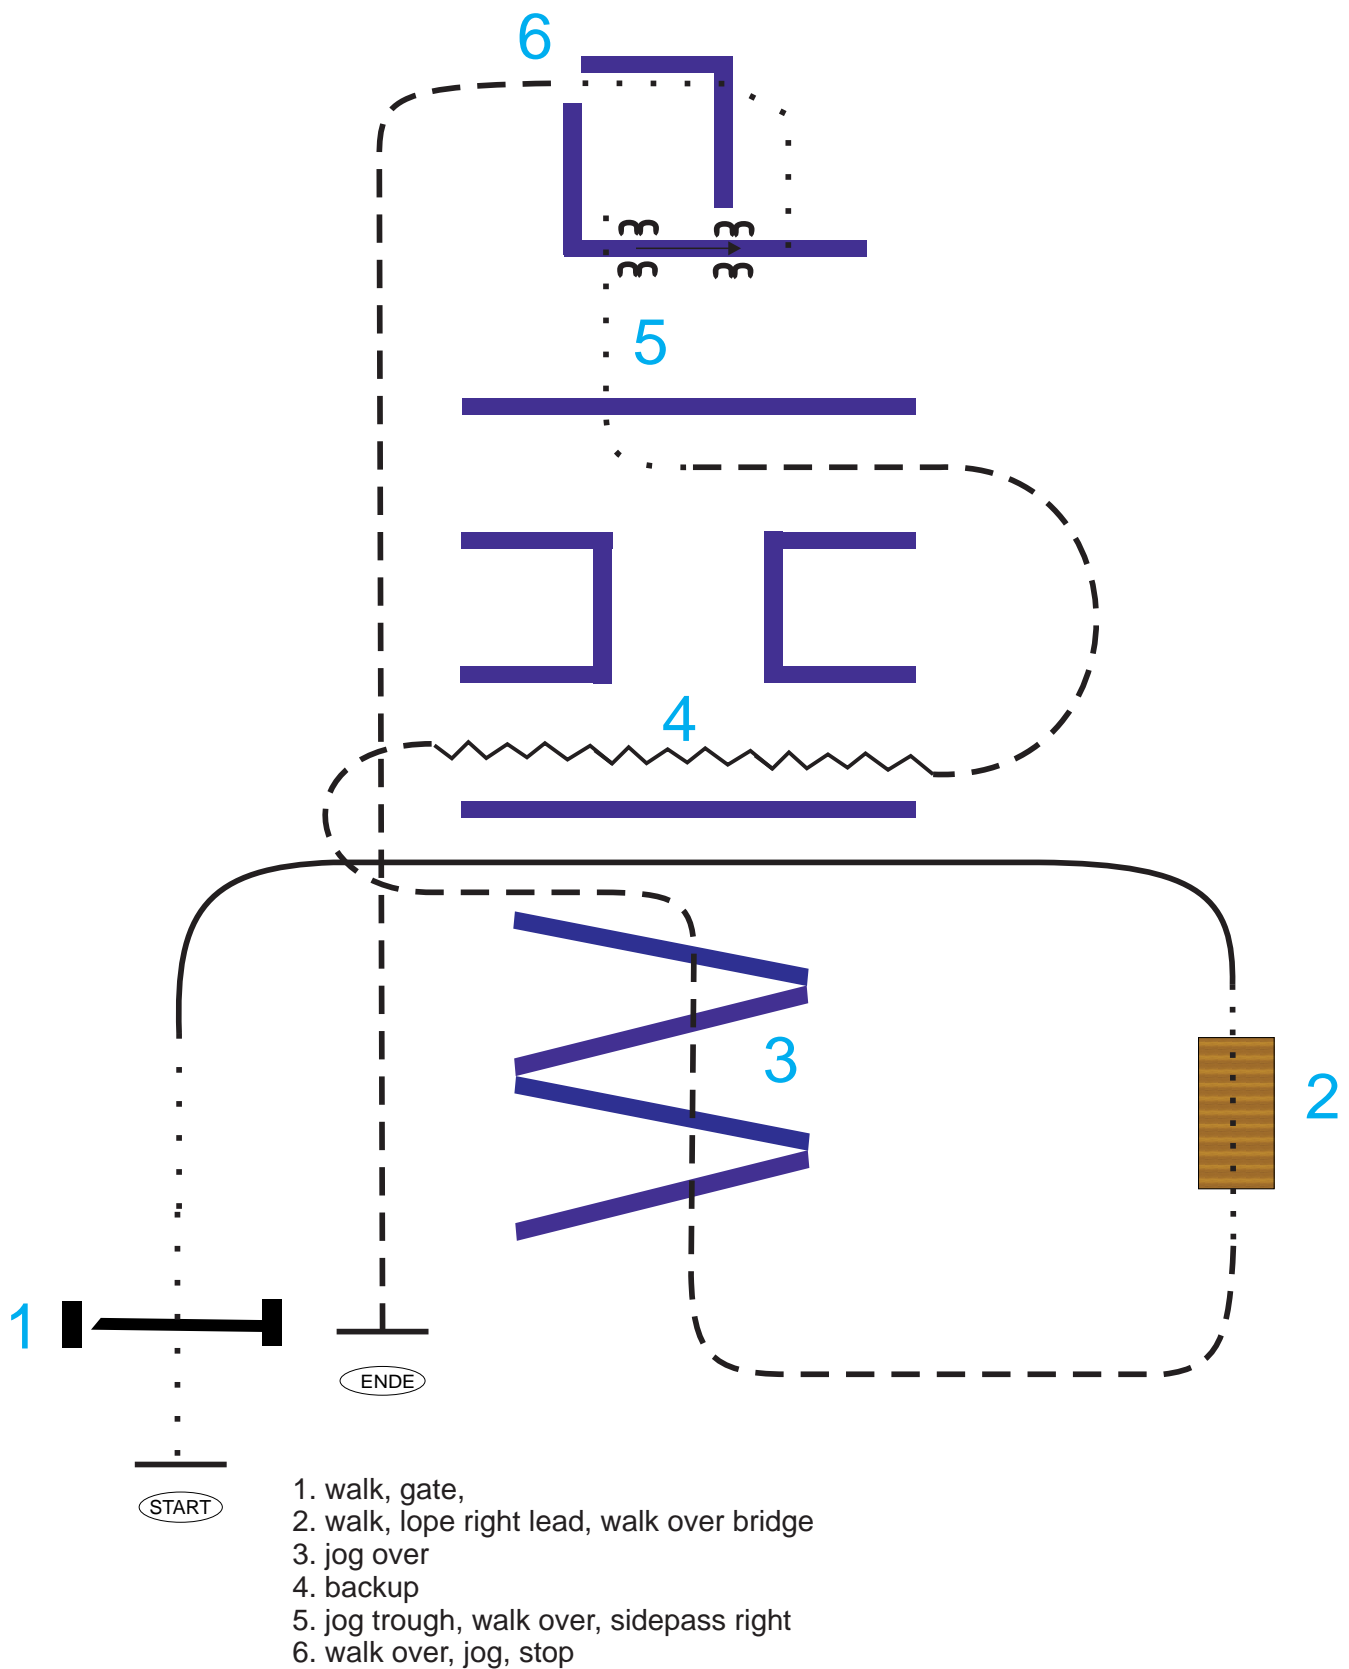 6
5
4
3
2
1
ENDE
START
1. walk, gate,
2. walk, lope right lead, walk over bridge
3. jog over
4. backup
5. jog trough, walk over, sidepass right
6. walk over, jog, stop